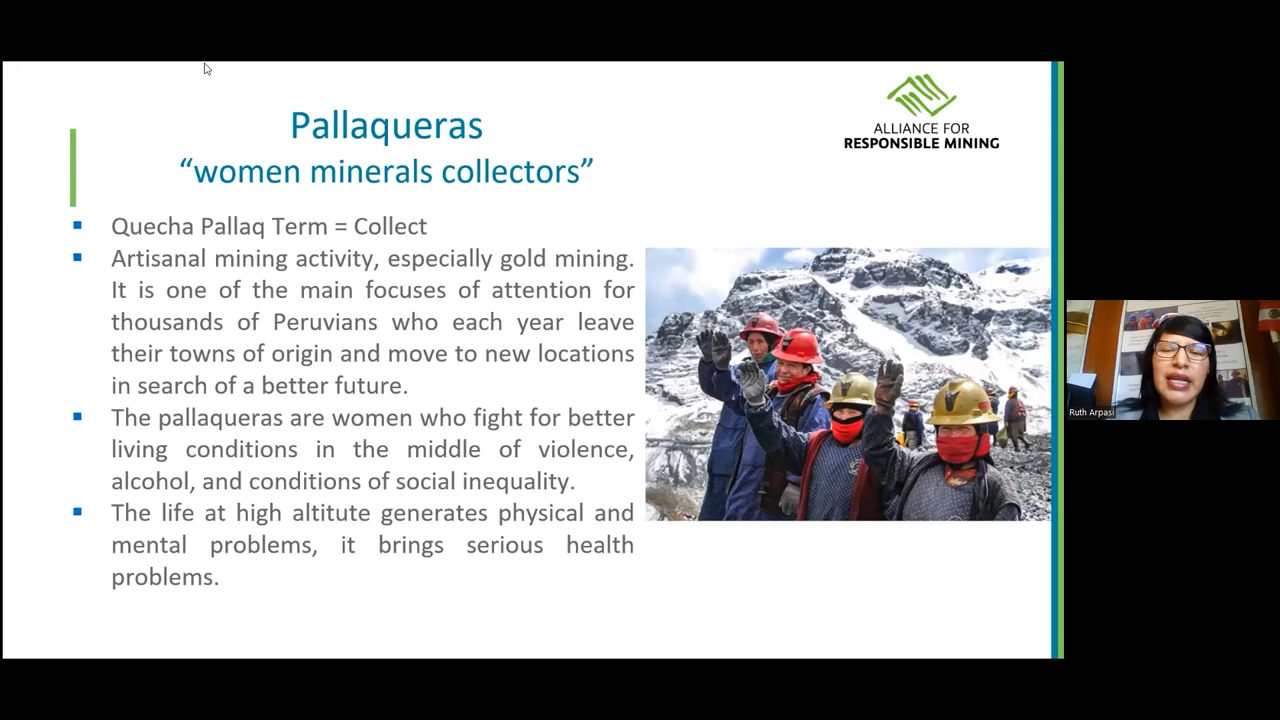 Pallaqueras
“women minerals collectors”
ALLIANCE FOR
RESPONSIBLE MINING
▪ Quecha Pallaq Term = Collect
▪ Artisanal mining activity, especially gold mining.
It is one of the main focuses of attention for
thousands of Peruvians who each year leave
their towns of origin and move to new locations
in search of a better future.
▪ The pallaqueras are women who fight for better
living conditions in the middle of violence,
alcohol, and conditions of social inequality.
▪ The life at high altitute generates physical and
mental problems, it brings serious health
problems.
Ruth Arpasi